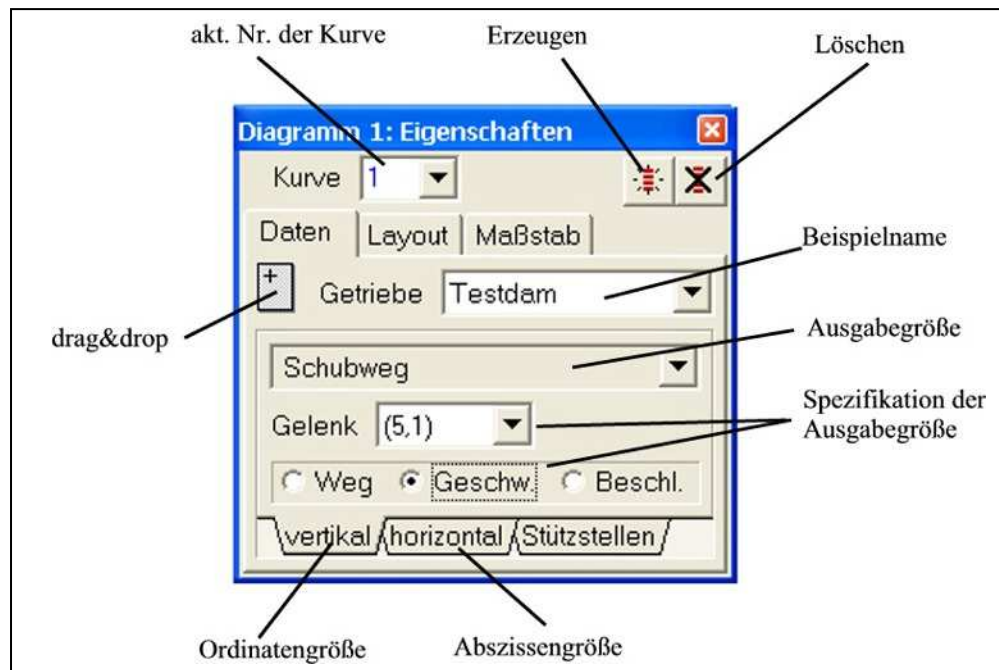 akt. Nr. der Kurve
Erzeugen
Löschen
Diagramm 1: Eigenschaften
Kurve 1
Daten Layout Maßstab
Beispielname
Getriebe Testdam
drag&drop
Ausgabegröße
Schubweg
Spezifikation der
Ausgabegröße
Gelenk (5,1)
Weg Geschw. Beschl.
vertikal horizontal Stützstellen
Ordinatengröße
Abszissengröße